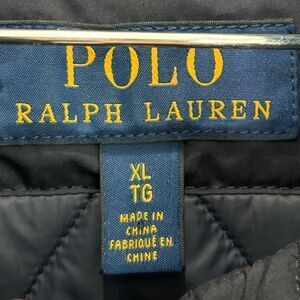 POLO
RALPH LAUREN
XL
TG
MADE IN
CHINA
FABRIQUÉ EN
CHINE